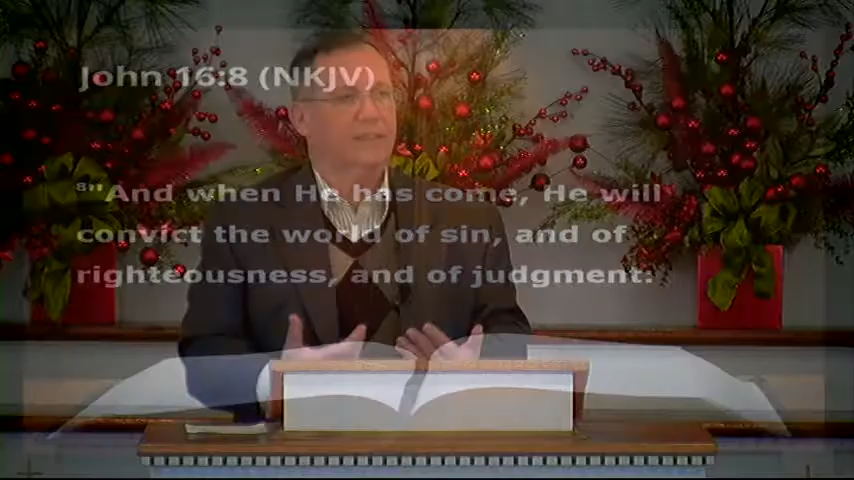 John 16:8 (NKJV)
8"And when He has come, He will
convict the world of sin, and of
righteousness, and of judgment: